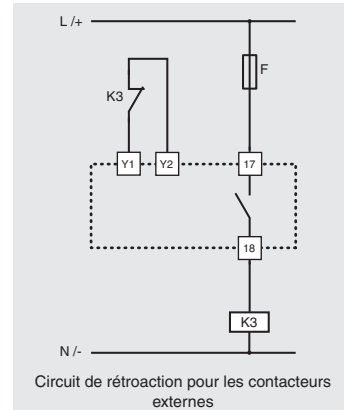 L /+
F
K3
Y1 Y2 17
18
K3
N /-
Circuit de rétroaction pour les contacteurs
externes